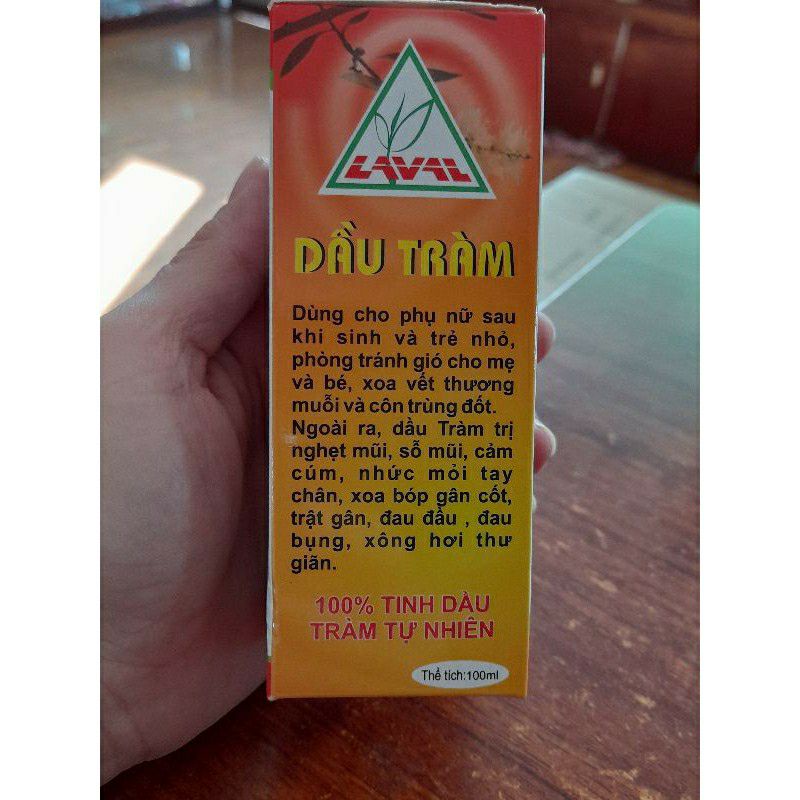 LAVAL
DẦU TRÀM
Dùng cho phụ nữ sau
khi sinh và trẻ nhỏ,
phòng tránh gió cho mẹ
và bé, xoa vết thương
muỗi và côn trùng đốt.
Ngoài ra, dầu Tràm trị
nghẹt mũi, sỗ mũi, cảm
cúm, nhức mỏi tay
chân, xoa bóp gân cốt,
trật gân, đau đầu , đau
bụng, xông hơi thư
giãn.
100% TINH DẦU
TRÀM TỰ NHIÊN
Thể tích:100ml